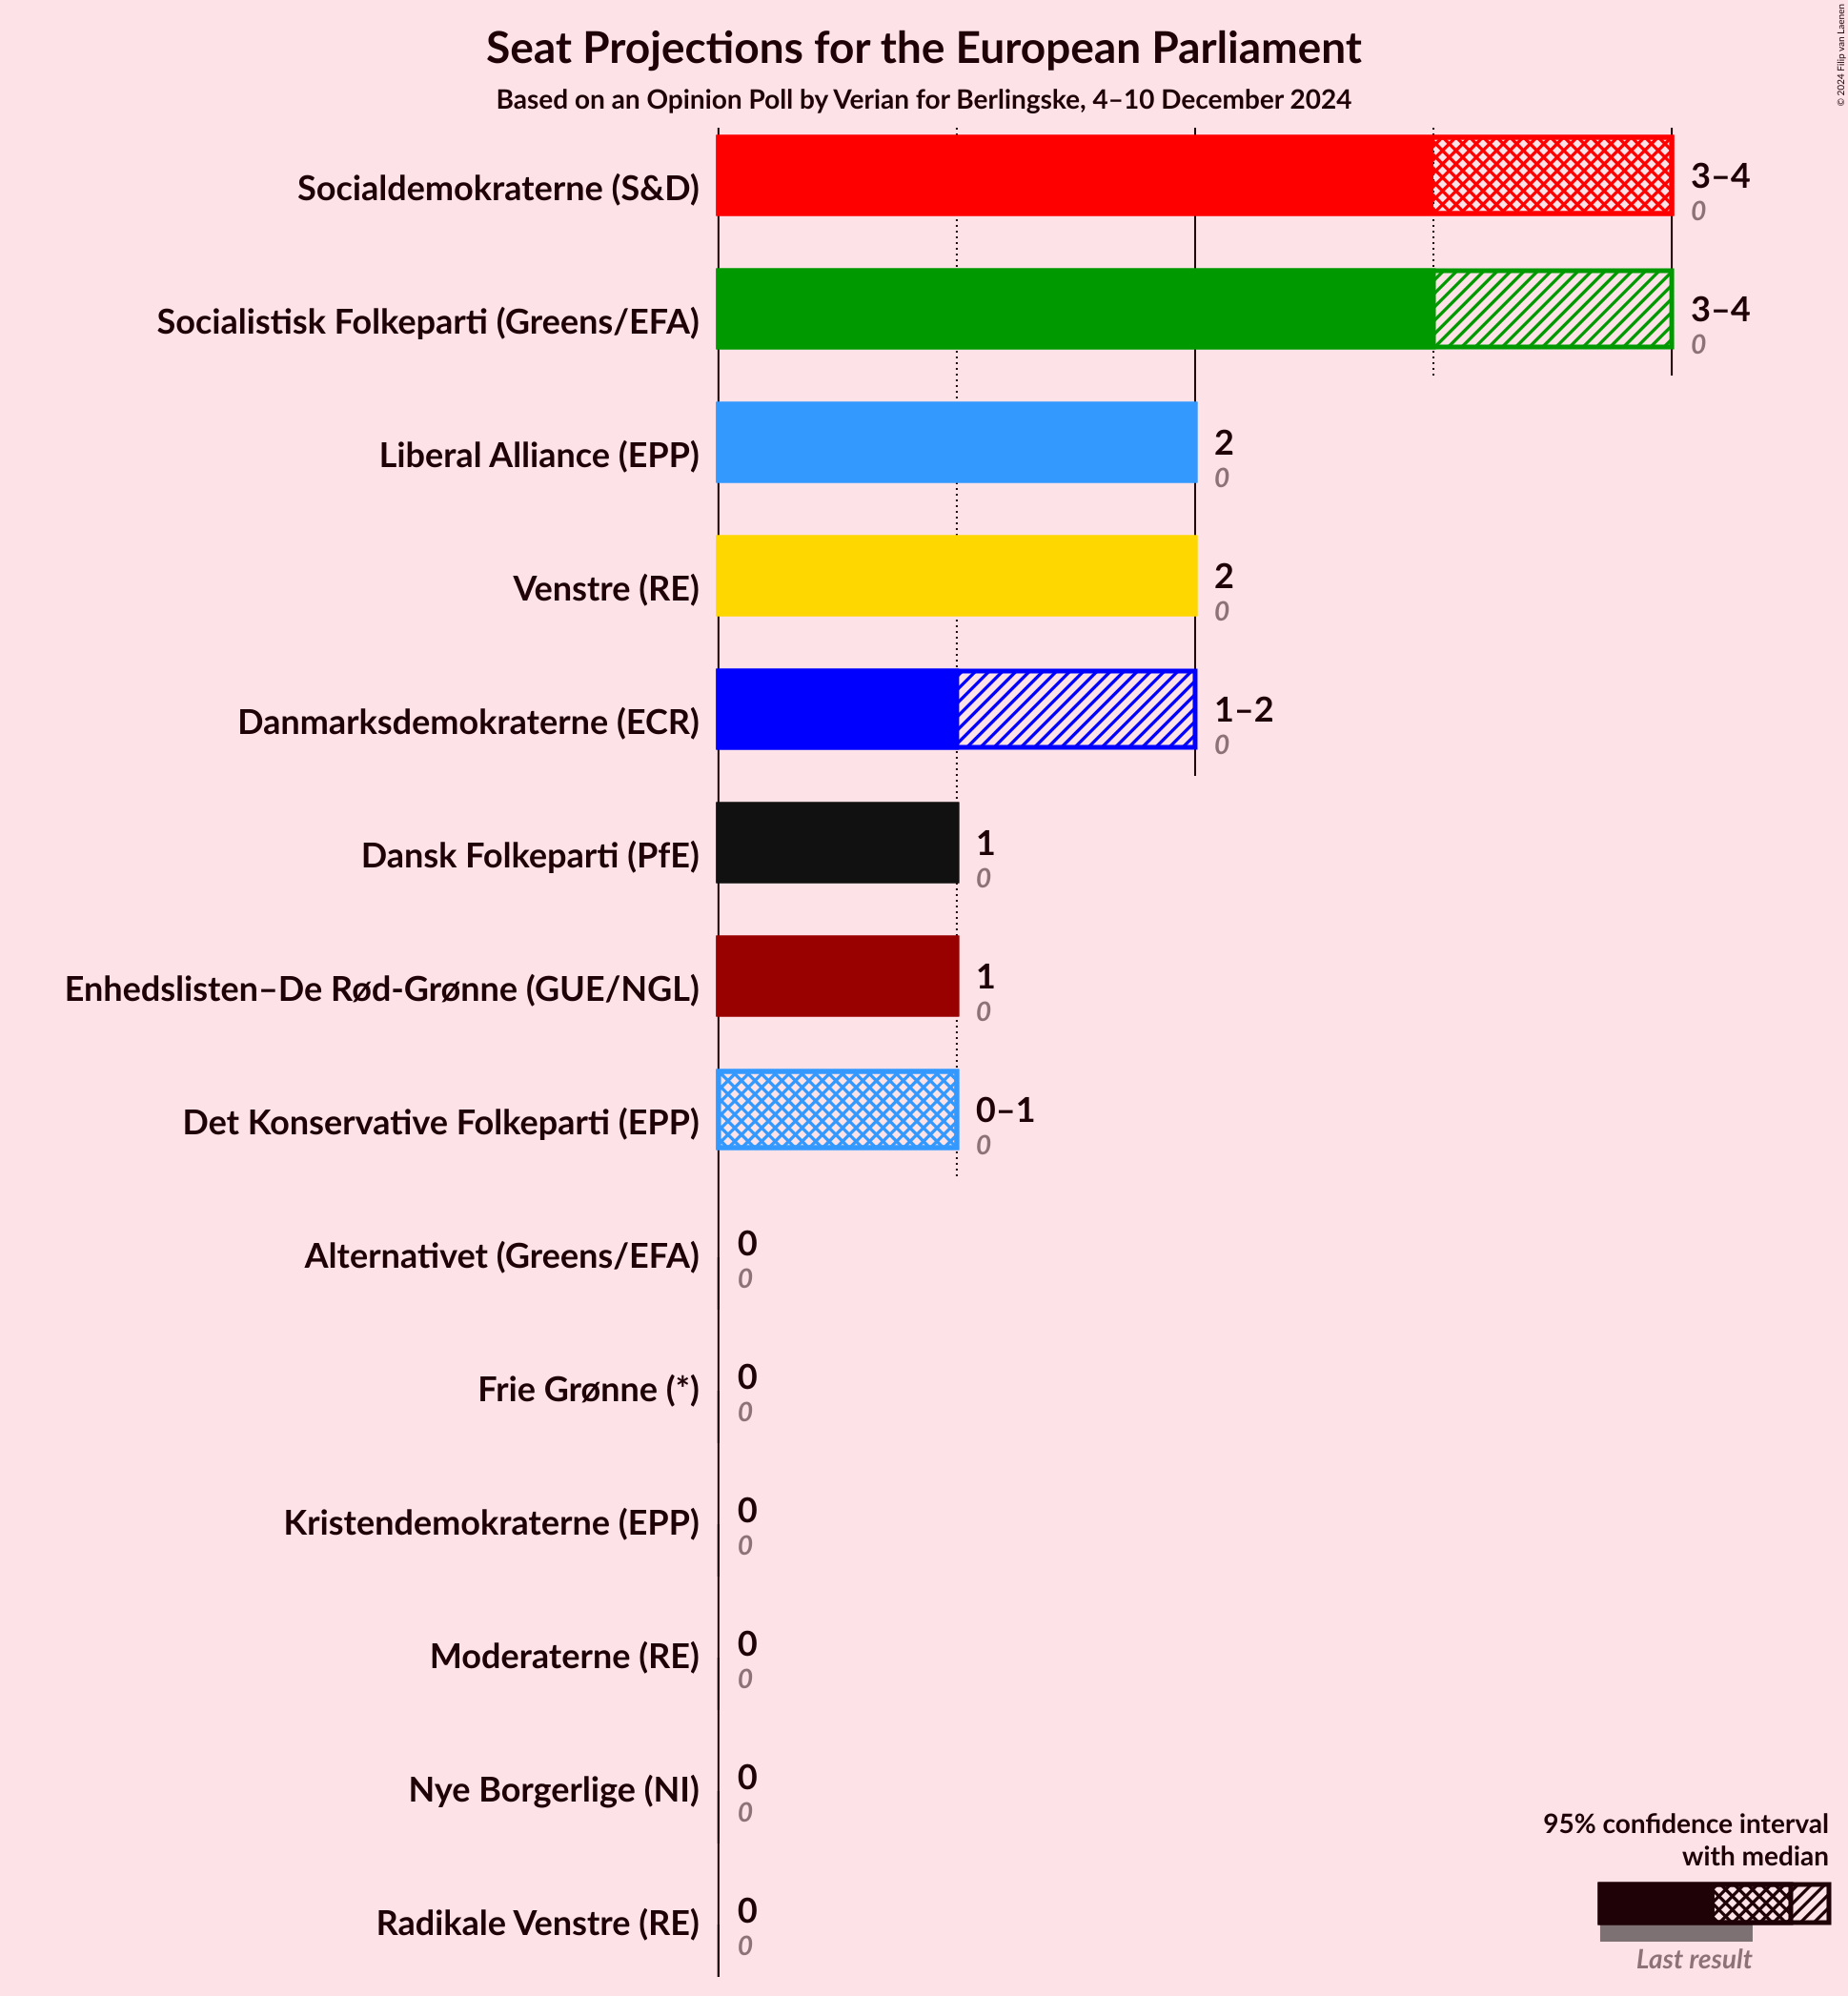 Seat Projections for the European Parliament
Based on an Opinion Poll by Verian for Berlingske, 4–10 December 2024
© 2024 Filip van Laenen
Socialdemokraterne (S&D)
3–4
0
Socialistisk Folkeparti (Greens/EFA)
3–4
0
Liberal Alliance (EPP)
2
0
Venstre (RE)
2
0
Danmarksdemokraterne (ECR)
1–2
0
Dansk Folkeparti (PfE)
1
0
Enhedslisten–De Rød-Grønne (GUE/NGL)
1
0
Det Konservative Folkeparti (EPP)
0–1
0
Alternativet (Greens/EFA)
0
0
Frie Grønne (*)
0
0
Kristendemokraterne (EPP)
0
0
Moderaterne (RE)
0
0
Nye Borgerlige (NI)
0
0
Radikale Venstre (RE)
0
0
95% confidence interval
with median
Last result